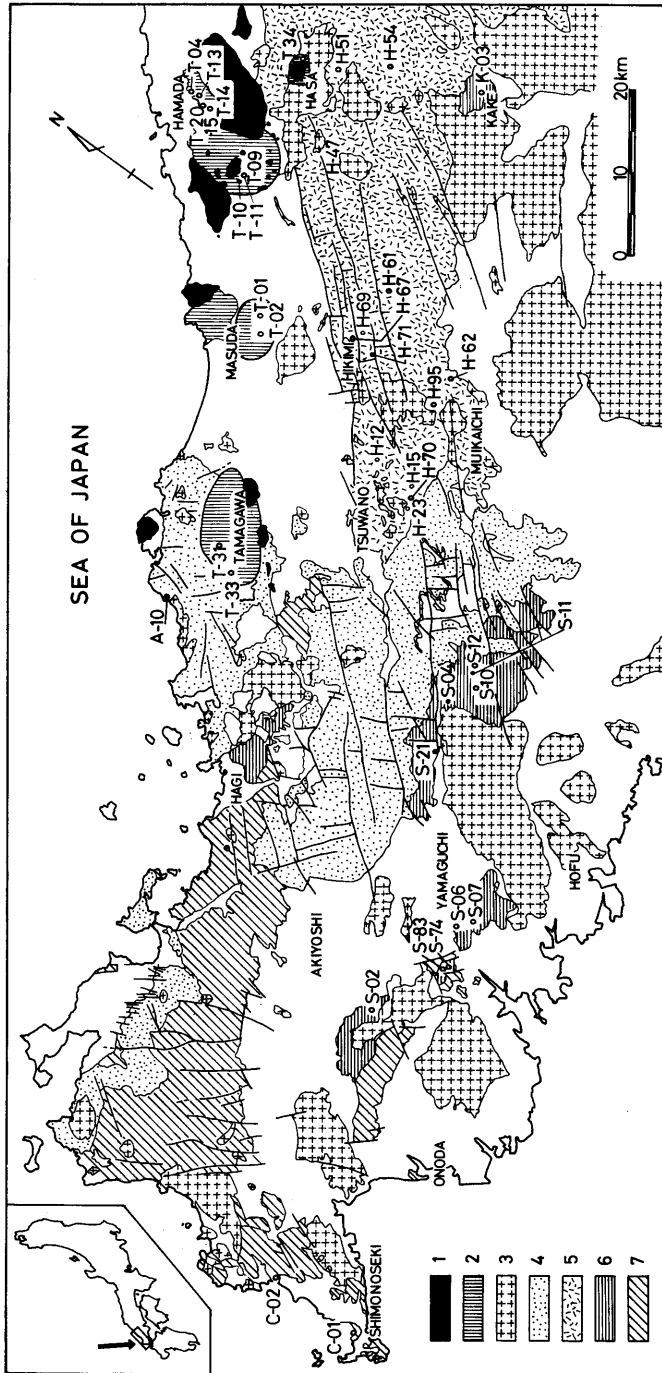 SEA OF JAPAN
N
HAMADA
T-04
T-13
T-14
20
15
T-09
T-10
T-11
T 34
HASA
H-51
H-54
H-47
KAKE
K-03
MASUDA
T-01
T-02
HIKIMI
H-69
H-61
H-67
H-71
H-95
H-62
MUIKAICHI
H-12
H-15
H-70
H-23
TSUWANO
TAMAGAWA
T-31
T-33
A-10
HAGI
S-04
S-12
S-10
S-11
S-21
AKIYOSHI
YAMAGUCHI
S-83
S-74
S-06
S-07
HOFU
S-02
ONODA
C-02
C-01
SHIMONOSEKI
1
2
3
4
5
6
7
0 10 20km